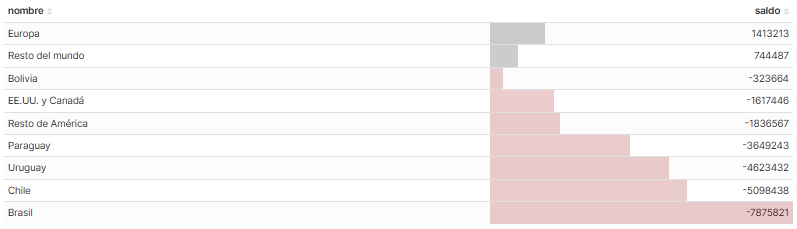 nombre saldo
Europa 1413213
Resto del mundo 744487
Bolivia -323664
EE.UU. y Canadá -1617446
Resto de América -1836567
Paraguay -3649243
Uruguay -4623432
Chile -5098438
Brasil -7875821